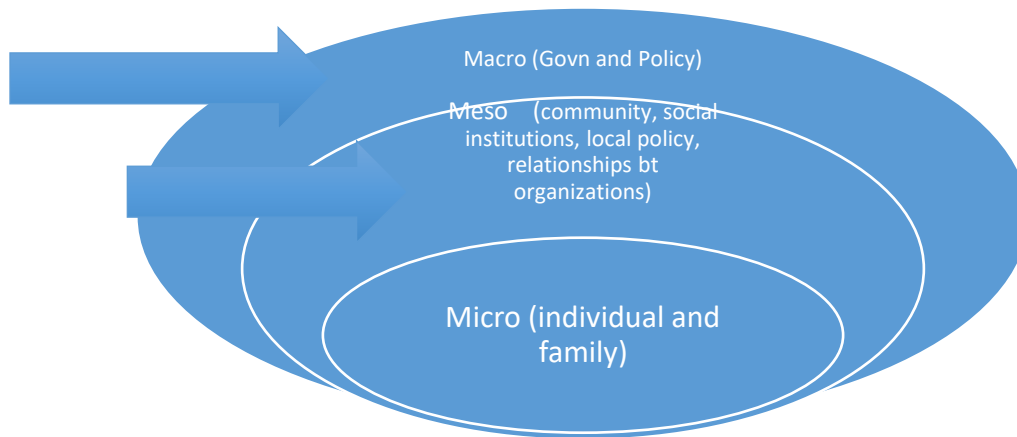 Macro (Govn and Policy)
Meso (community, social
institutions, local policy,
relationships bt
organizations)
Micro (individual and
family)